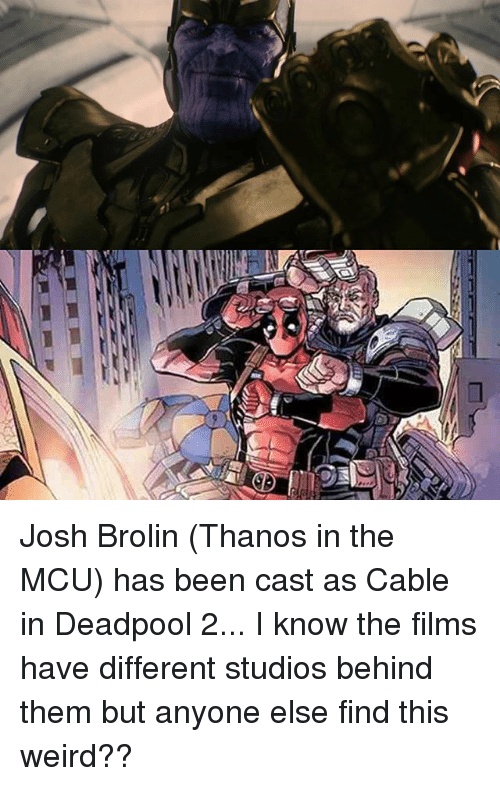 Josh Brolin (Thanos in the
MCU) has been cast as Cable
in Deadpool 2... I know the films
have different studios behind
them but anyone else find this
weird??